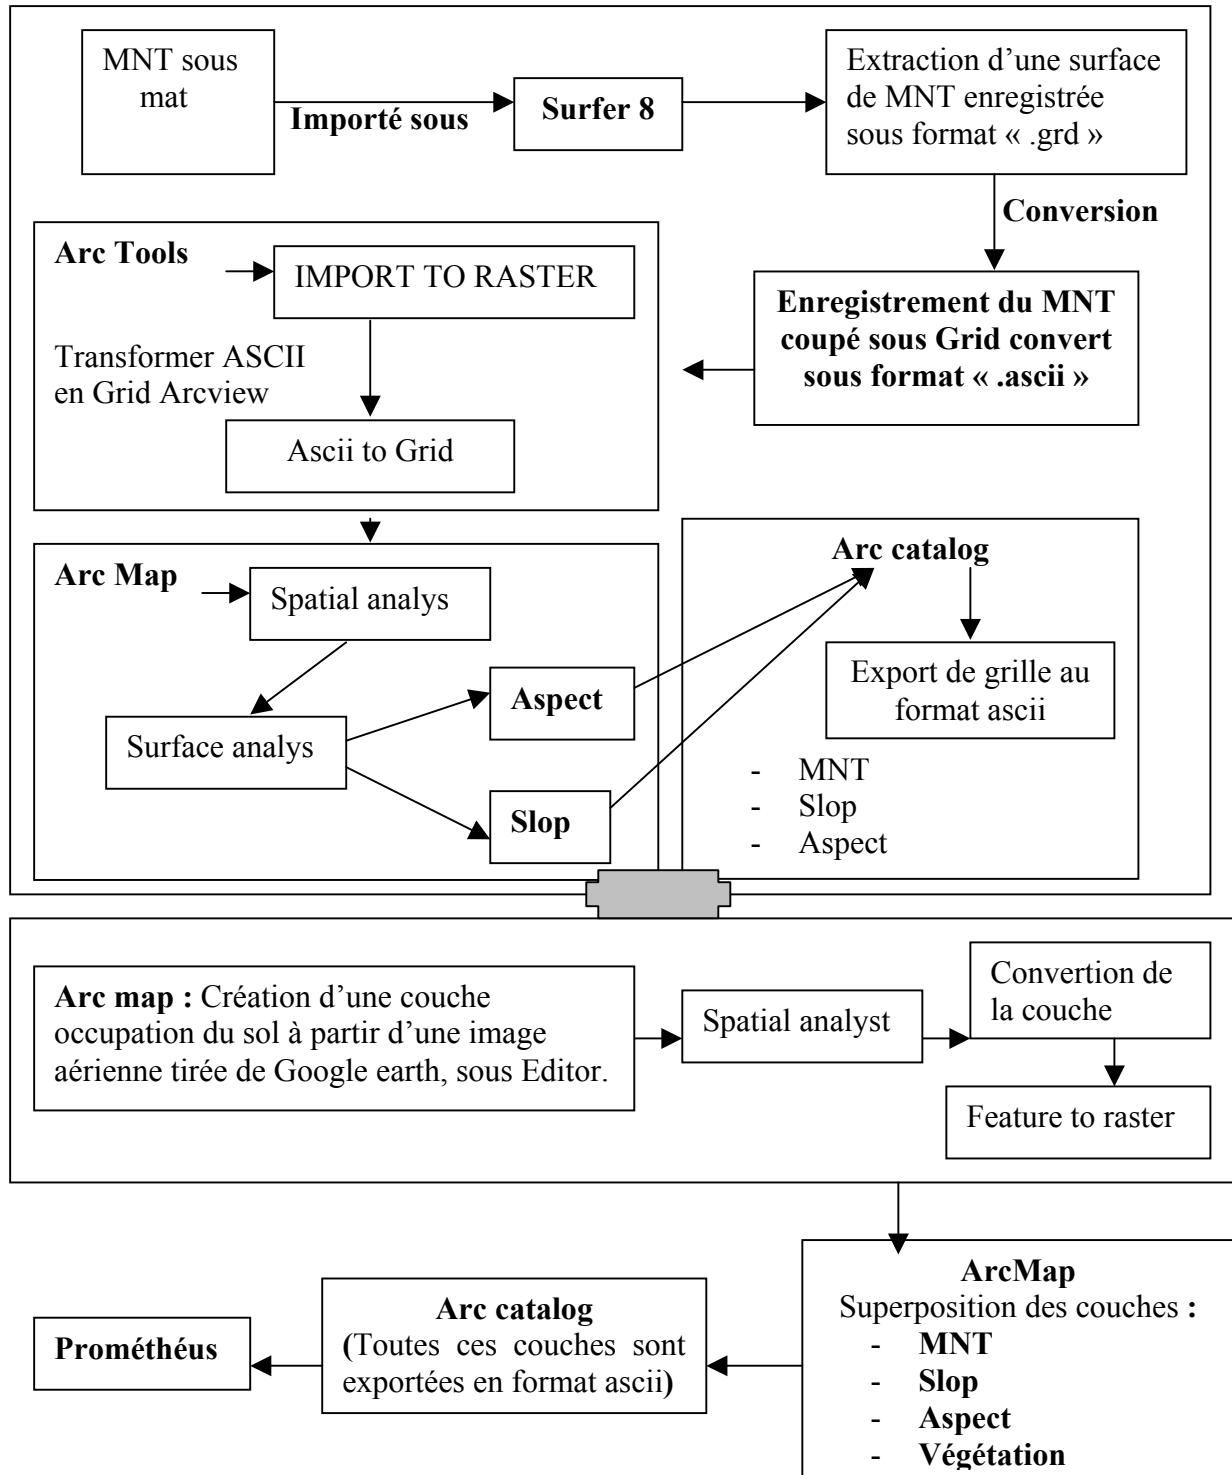 MNT sous
mat
Importé sous
Surfer 8
Extraction d’une surface
de MNT enregistrée
sous format « .grd »
Conversion
Arc Tools
IMPORT TO RASTER
Transformer ASCII
en Grid Arcview
Ascii to Grid
Enregistrement du MNT
coupé sous Grid convert
sous format « .ascii »
Arc Map
Spatial analys
Surface analys
Aspect
Slop
Arc catalog
Export de grille au
format ascii
- MNT
- Slop
- Aspect
Arc map : Création d’une couche
occupation du sol à partir d’une image
aérienne tirée de Google earth, sous Editor.
Spatial analyst
Convertion de
la couche
Feature to raster
ArcMap
Superposition des couches :
- MNT
- Slop
- Aspect
- Végétation
Arc catalog
(Toutes ces couches sont
exportées en format ascii)
Prométhéus